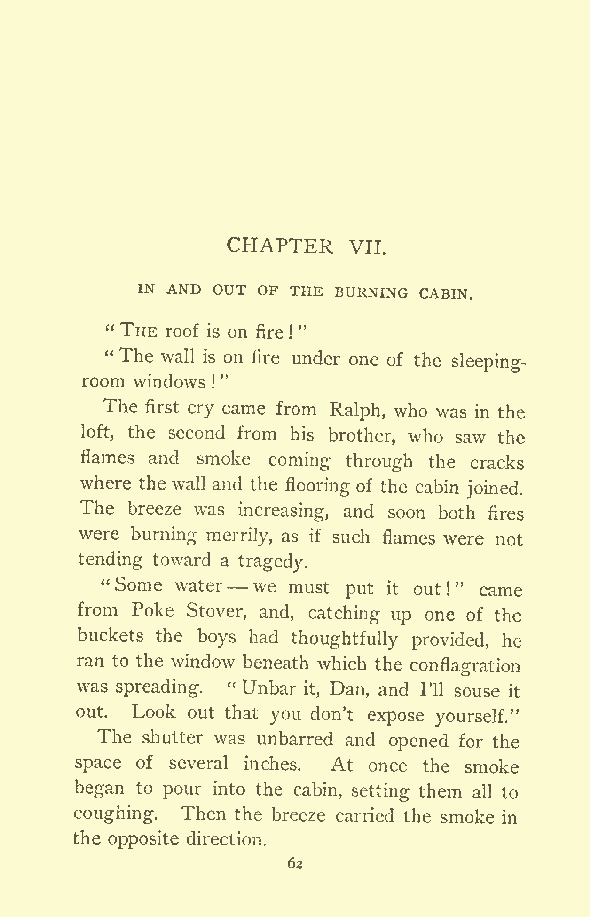 CHAPTER VII.
IN AND OUT OF THE BURNING CABIN.
“THE roof is on fire!”
“The wall is on fire under one of the sleeping-
room windows!”
The first cry came from Ralph, who was in the
loft, the second from his brother, who saw the
flames and smoke coming through the cracks
where the wall and the flooring of the cabin joined.
The breeze was increasing, and soon both fires
were burning merrily, as if such flames were not
tending toward a tragedy.
“Some water — we must put it out!” came
from Poke Stover, and, catching up one of the
buckets the boys had thoughtfully provided, he
ran to the window beneath which the conflagration
was spreading. “Unbar it, Dan, and I’ll souse it
out. Look out that you don’t expose yourself.”
The shutter was unbarred and opened for the
space of several inches. At once the smoke
began to pour into the cabin, setting them all to
coughing. Then the breeze carried the smoke in
the opposite direction.
62